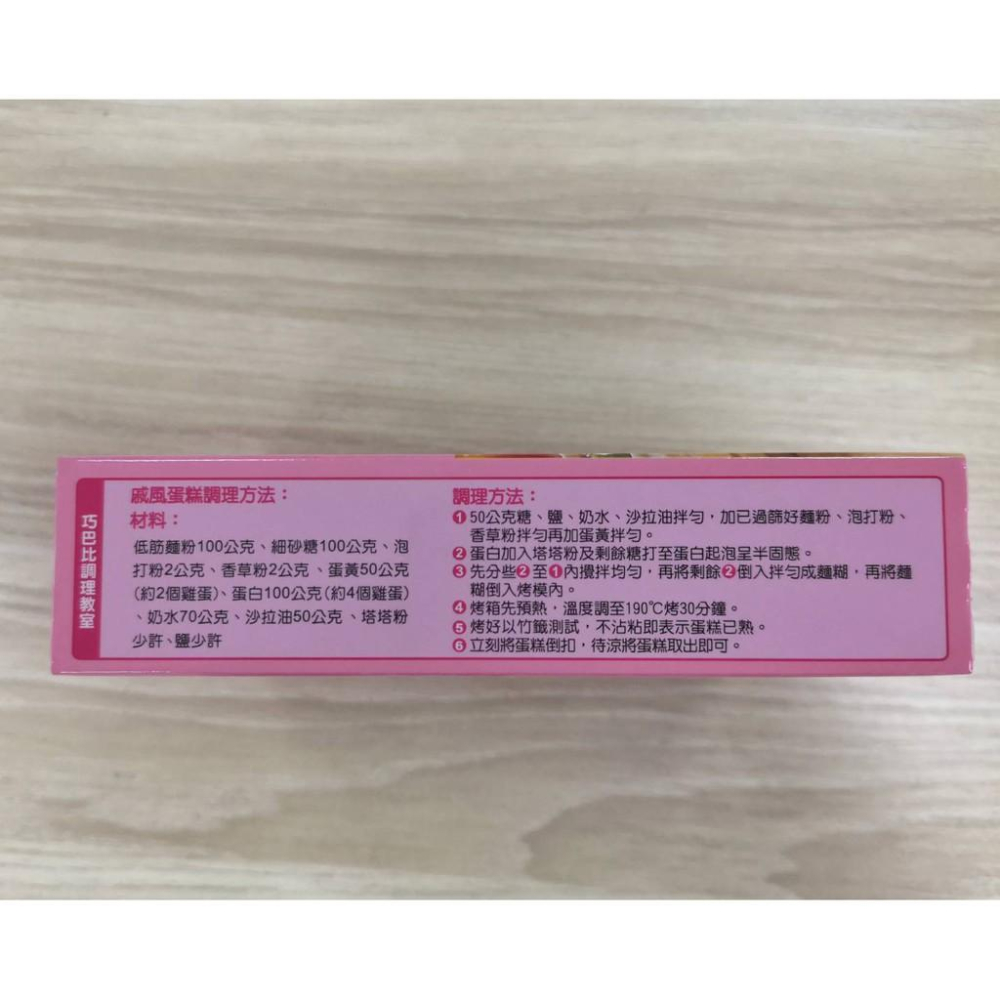 巧巴比調理教室
戚風蛋糕調理方法：
材料：
低筋麵粉100公克、細砂糖100公克、泡
打粉2公克、香草粉2公克、蛋黃50公克
(約2個雞蛋)、蛋白100公克(約4個雞蛋)
、奶水70公克、沙拉油50公克、塔塔粉
少許、鹽少許
調理方法：
❶50公克糖、鹽、奶水、沙拉油拌勻，加已過篩好麵粉、泡打粉、
香草粉拌勻再加蛋黃拌勻。
❷蛋白加入塔塔粉及剩餘糖打至蛋白起泡呈半固態。
❸先分些❷至❶內攪拌均勻，再將剩餘❷倒入拌勻成麵糊，再將麵
糊倒入烤模內。
❹烤箱先預熱，溫度調至190℃烤30分鐘。
❺烤好以竹籤測試，不沾粘即表示蛋糕已熟。
❻立刻將蛋糕倒扣，待涼將蛋糕取出即可。